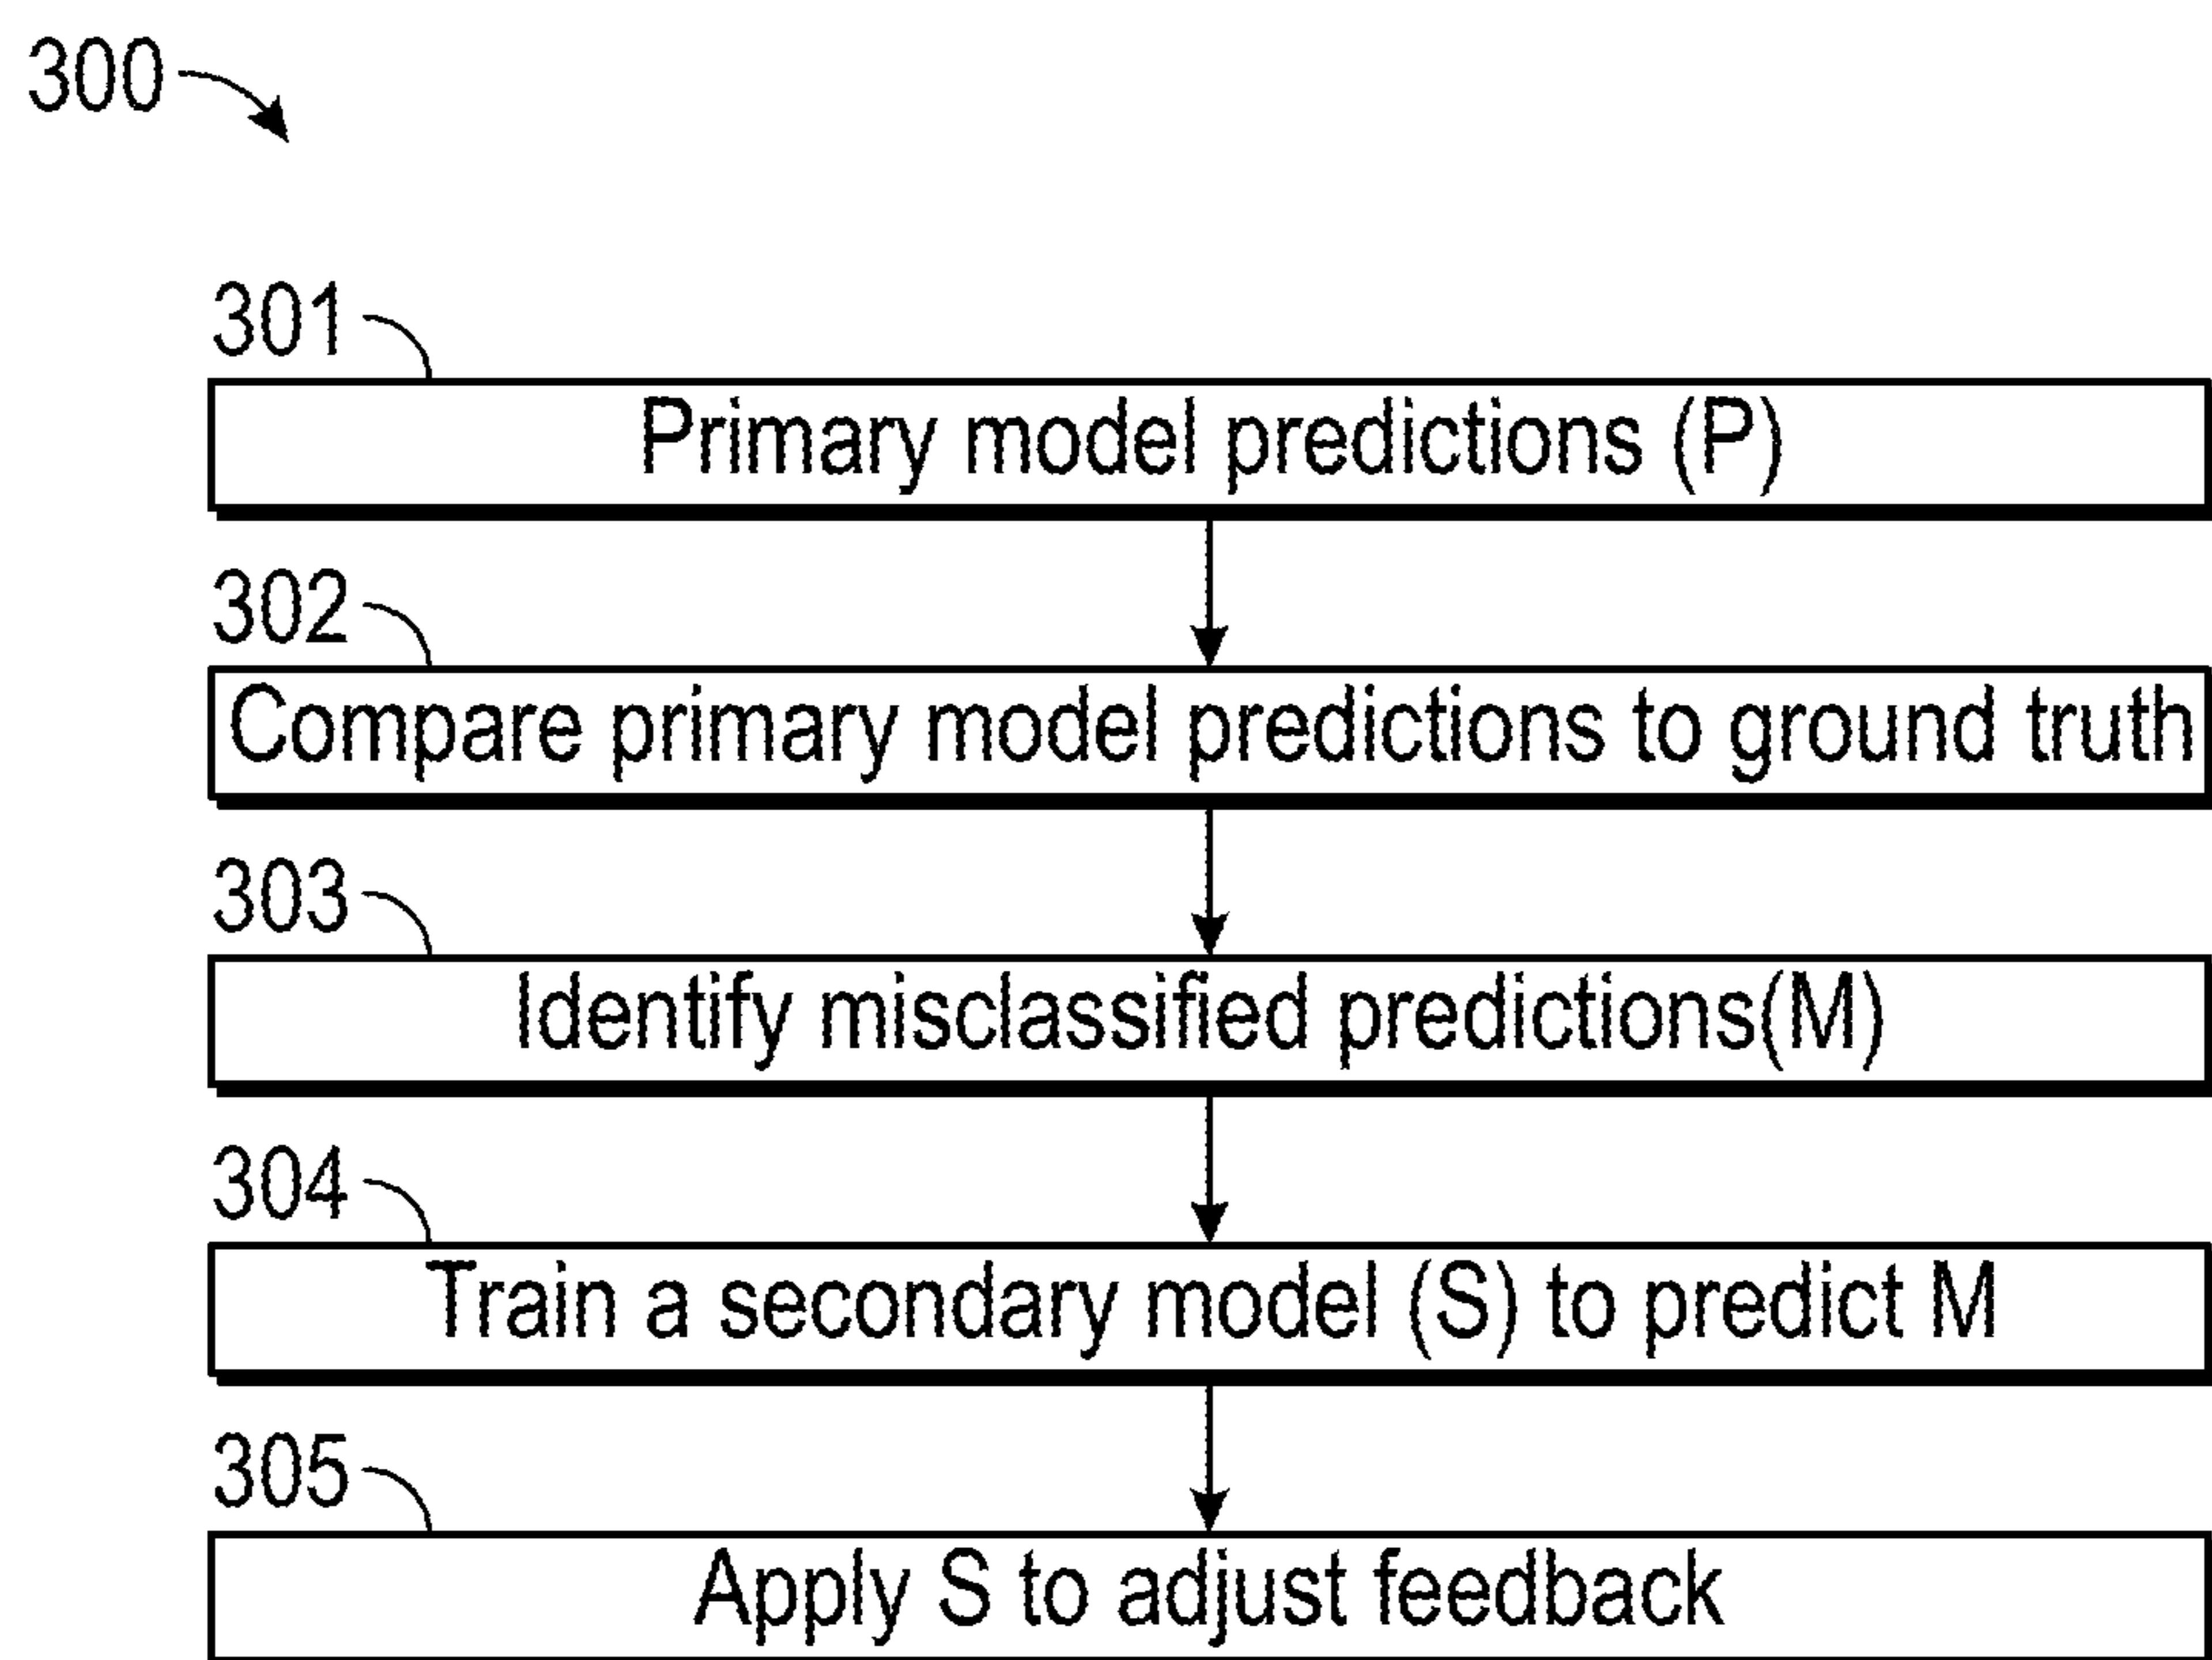 300
301
Primary model predictions (P)
302
Compare primary model predictions to ground truth
303
Identify misclassified predictions(M)
304
Train a secondary model (S) to predict M
305
Apply S to adjust feedback